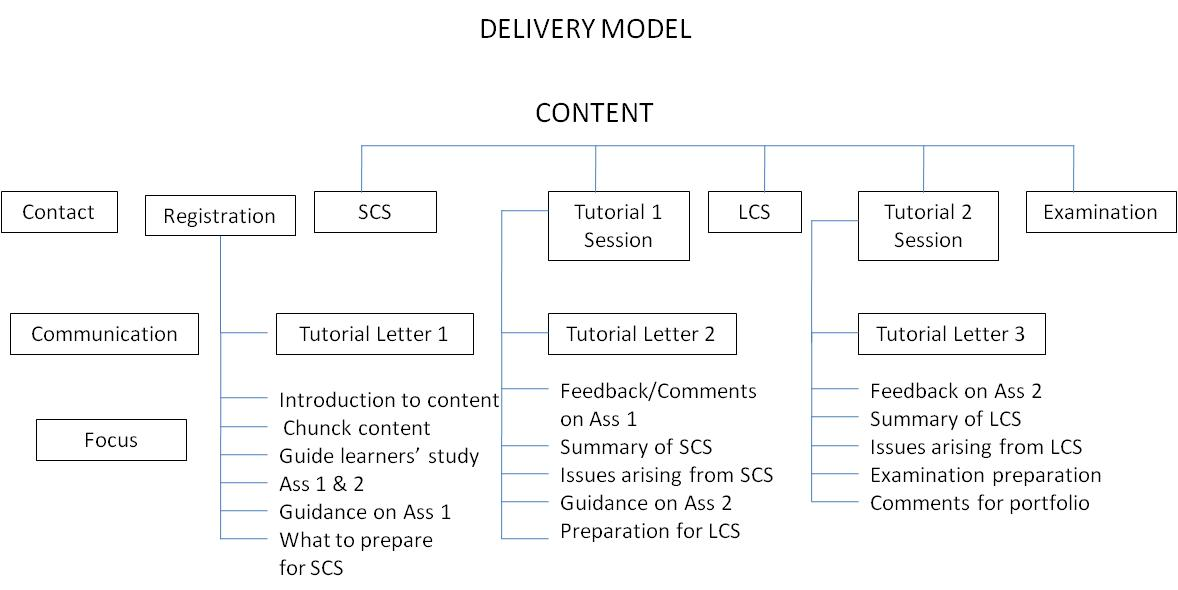 DELIVERY MODEL
CONTENT
Contact
Registration
SCS
Tutorial 1
Session
LCS
Tutorial 2
Session
Examination
Communication
Tutorial Letter 1
Tutorial Letter 2
Tutorial Letter 3
Focus
Introduction to content
Chunck content
Guide learners’ study
Ass 1 & 2
Guidance on Ass 1
What to prepare
for SCS
Feedback/Comments
on Ass 1
Summary of SCS
Issues arising from SCS
Guidance on Ass 2
Preparation for LCS
Feedback on Ass 2
Summary of LCS
Issues arising from LCS
Examination preparation
Comments for portfolio